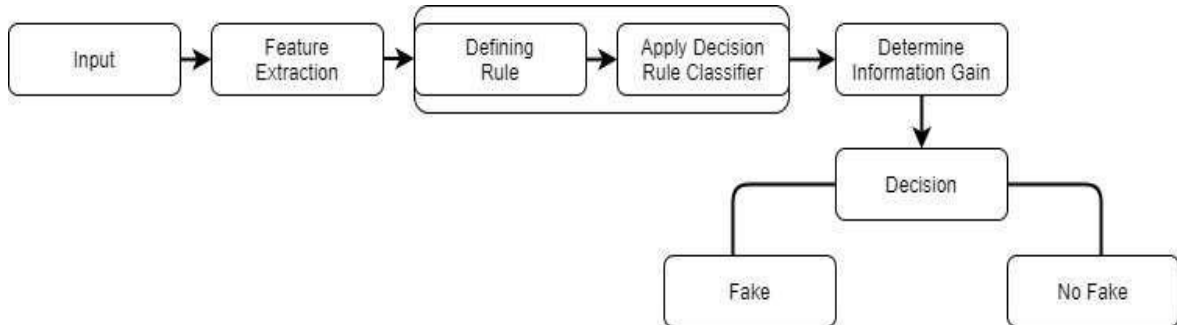 Input
Feature
Extraction
Defining
Rule
Apply Decision
Rule Classifier
Determine
Information Gain
Decision
Fake
No Fake